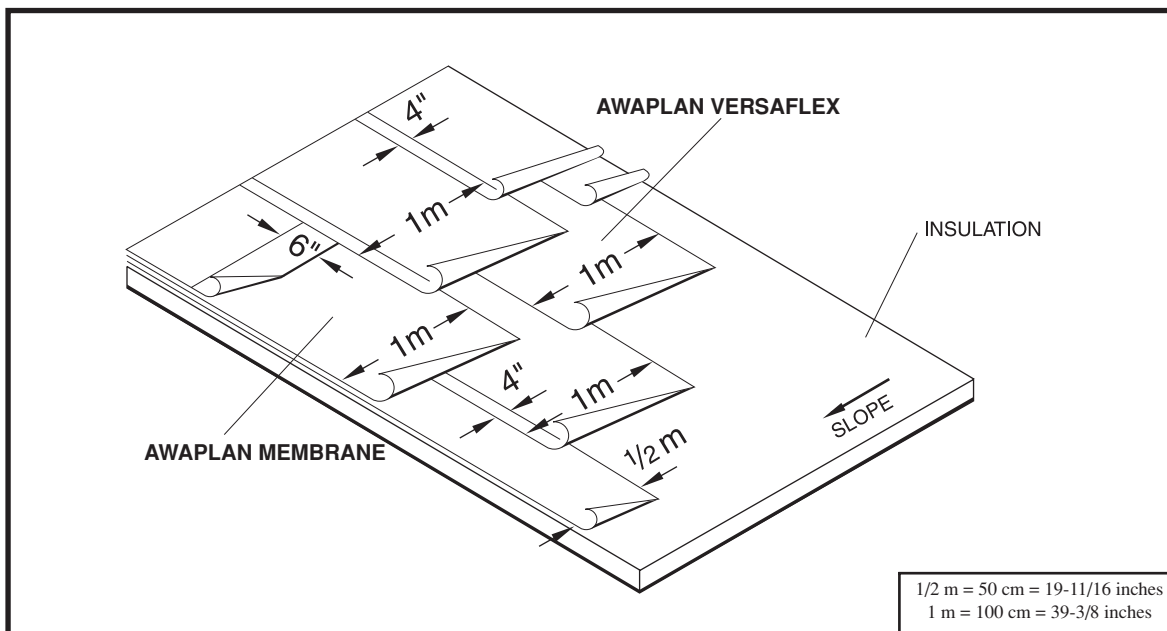 4"
AWAPLAN VERSAFLEX
1m
INSULATION
6"
1m
1m
4"
1m
SLOPE
AWAPLAN MEMBRANE
1/2 m
1/2 m = 50 cm = 19-11/16 inches
1 m = 100 cm = 39-3/8 inches